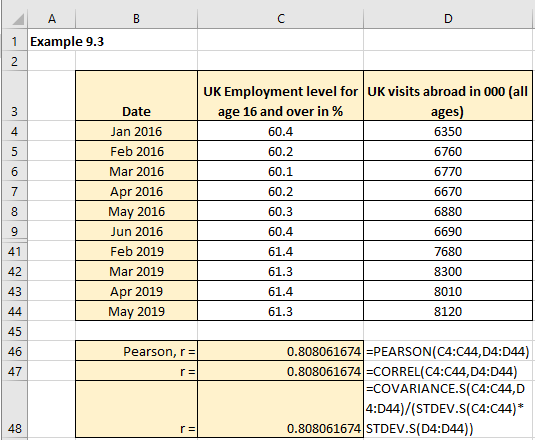 A B C D
1 Example 9.3
2
UK Employment level for UK visits abroad in 000 (all
3 Date age 16 and over in % ages)
4 Jan 2016 60.4 6350
5 Feb 2016 60.2 6760
6 Mar 2016 60.1 6770
7 Apr 2016 60.2 6670
8 May 2016 60.3 6880
9 Jun 2016 60.4 6690
41 Feb 2019 61.4 7680
42 Mar 2019 61.3 8300
43 Apr 2019 61.4 8010
44 May 2019 61.3 8120
45
46 Pearson, r = 0.808061674 =PEARSON(C4:C44,D4:D44)
47 r = 0.808061674 =CORREL(C4:C44,D4:D44)
=COVARIANCE.S(C4:C44,D
4:D44)/(STDEV.S(C4:C44)*
48 r = 0.808061674 STDEV.S(D4:D44))